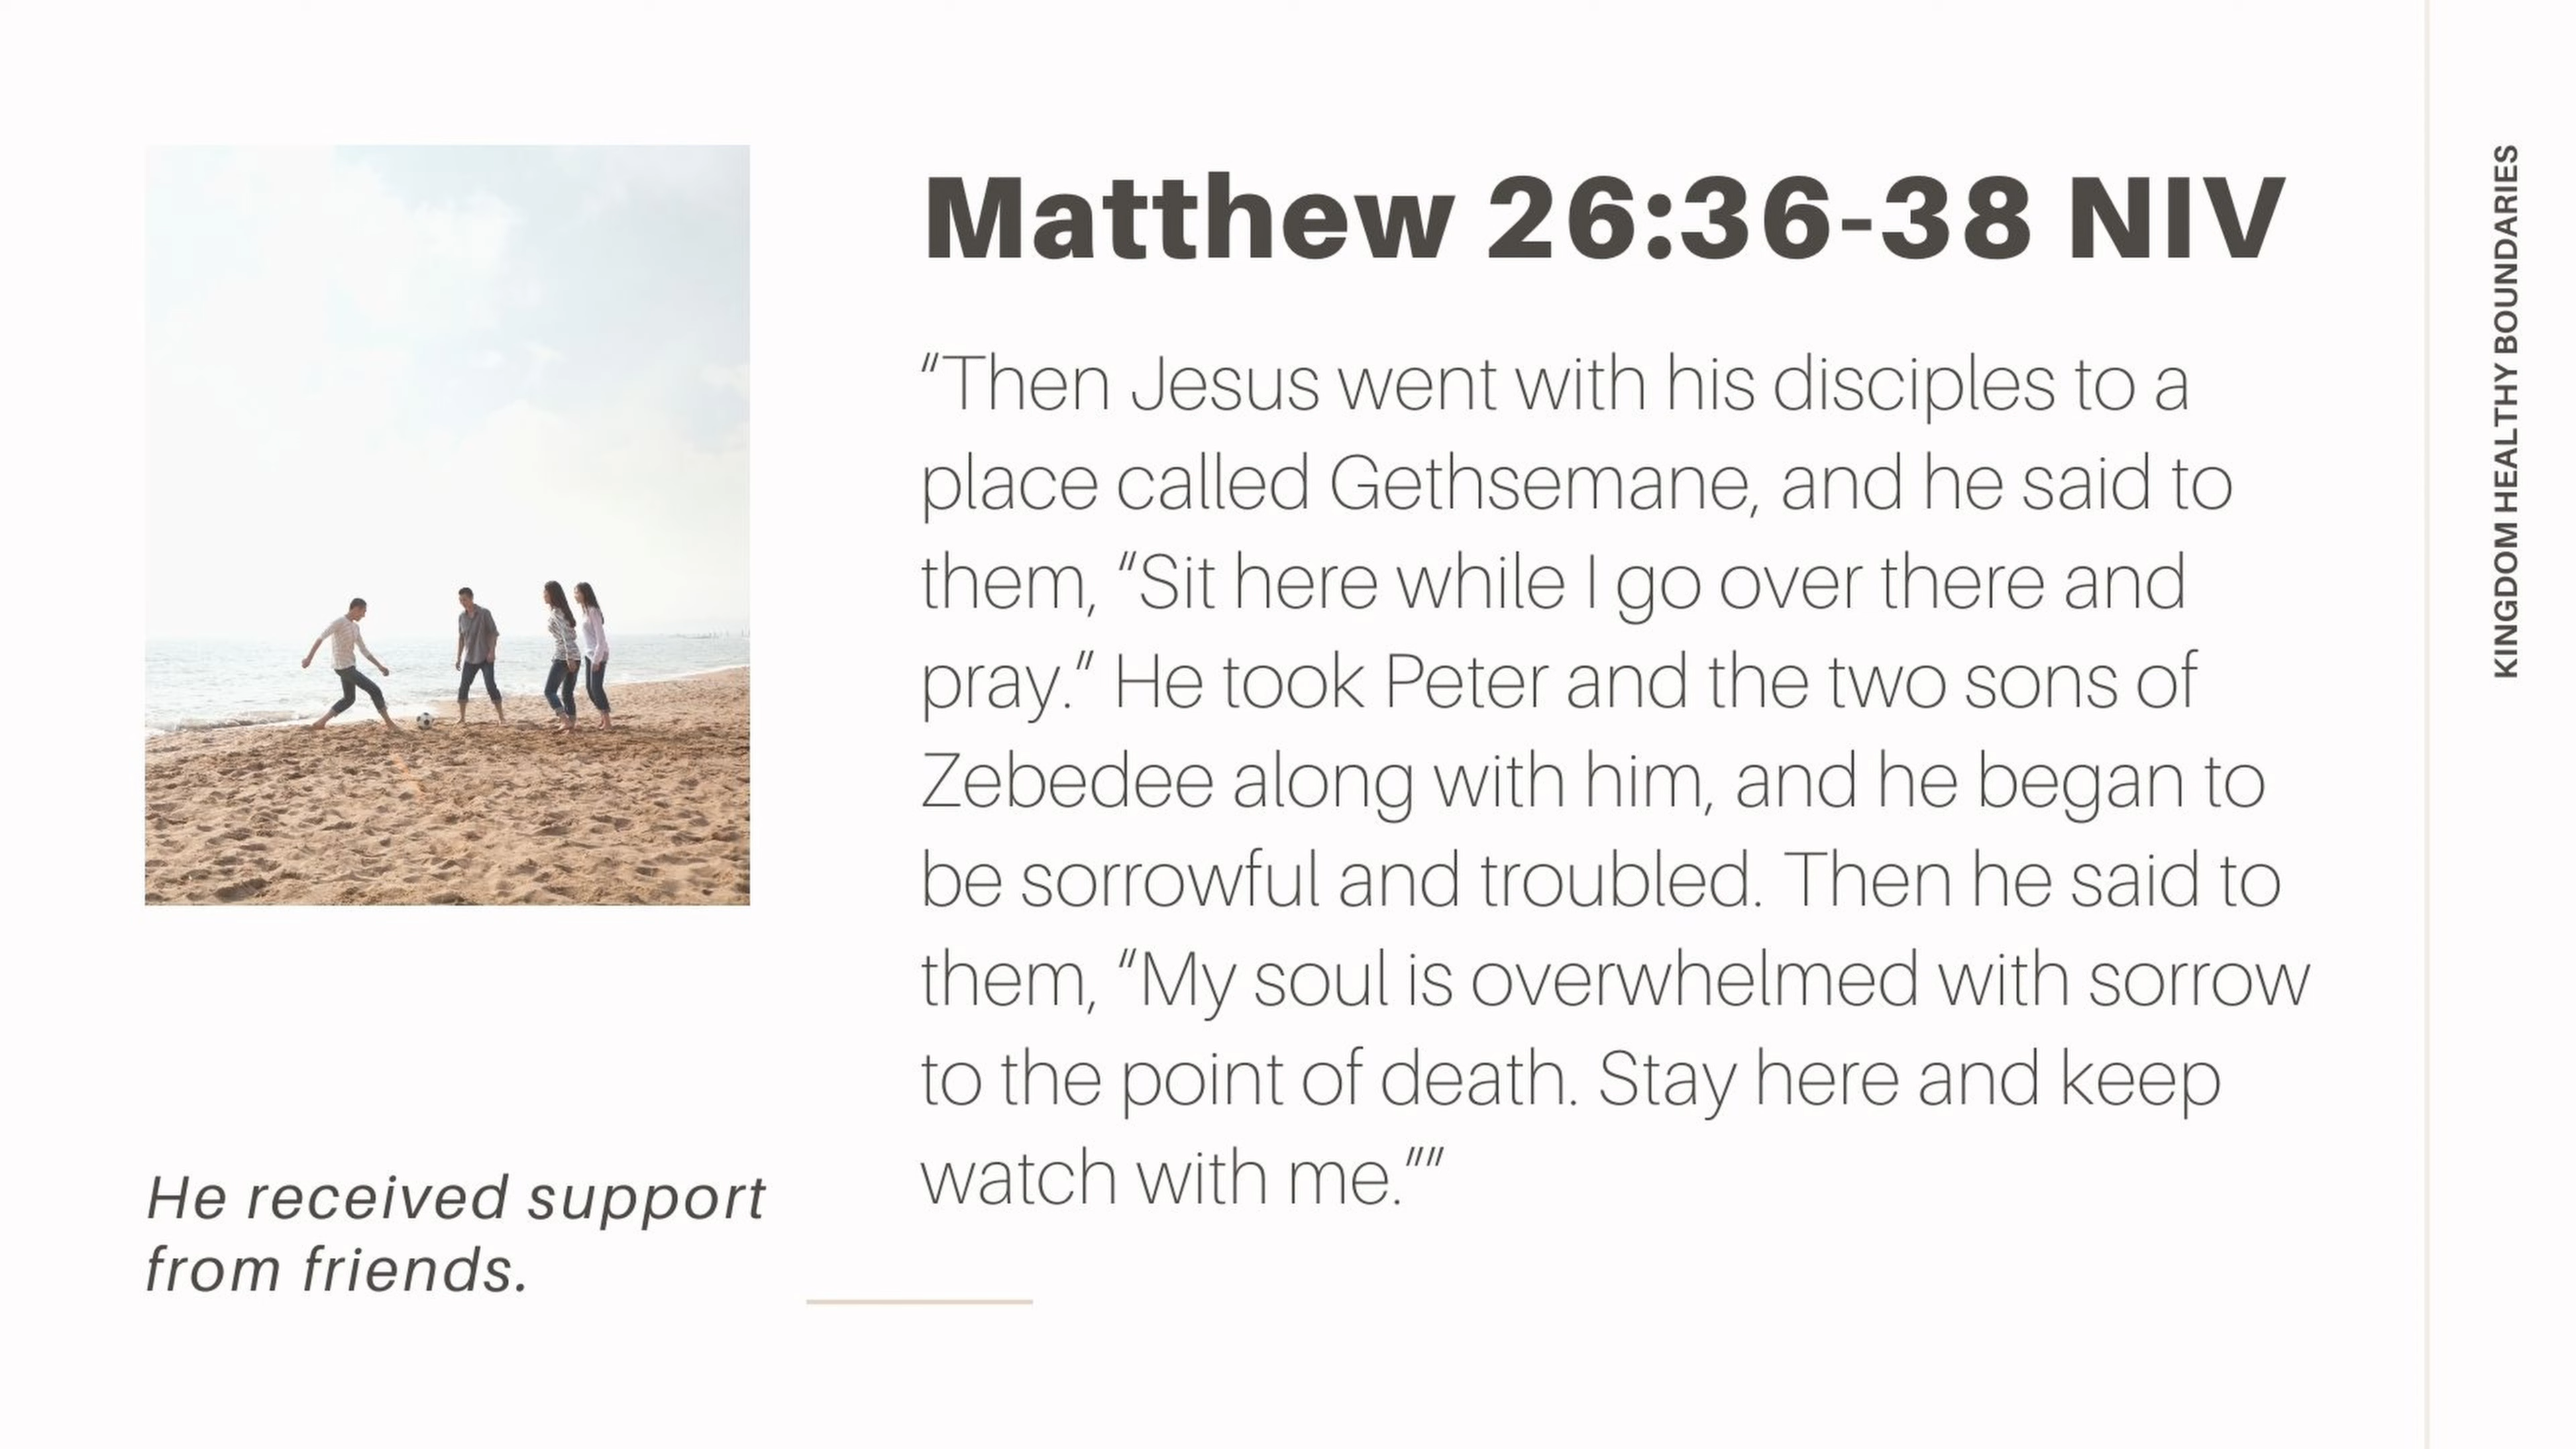 Matthew 26:36-38 NIV
“Then Jesus went with his disciples to a
place called Gethsemane, and he said to
them, “Sit here while I go over there and
pray.” He took Peter and the two sons of
Zebedee along with him, and he began to
be sorrowful and troubled. Then he said to
them, “My soul is overwhelmed with sorrow
to the point of death. Stay here and keep
watch with me.””
He received support
from friends.
KINGDOM HEALTHY BOUNDARIES